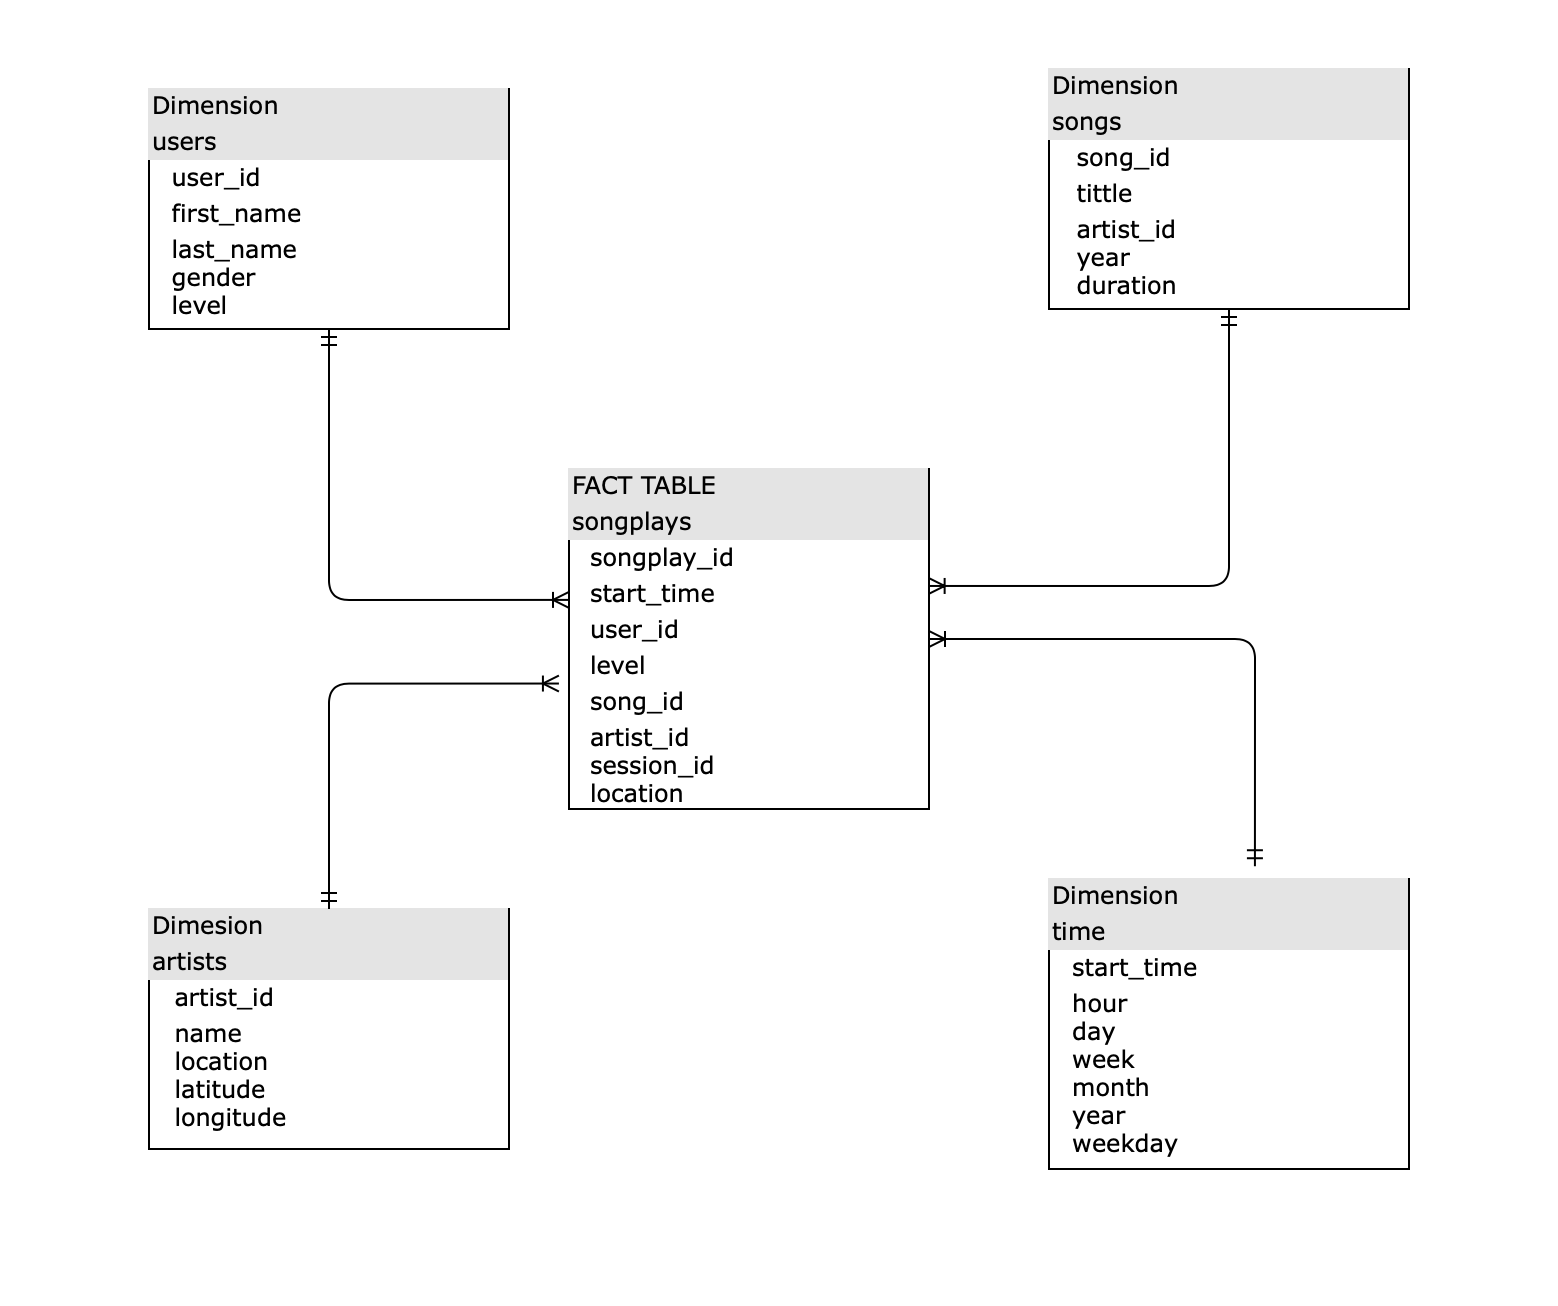 Dimension
users
user_id
first_name
last_name
gender
level
Dimension
songs
song_id
tittle
artist_id
year
duration
FACT TABLE
songplays
songplay_id
start_time
user_id
level
song_id
artist_id
session_id
location
Dimesion
artists
artist_id
name
location
latitude
longitude
Dimension
time
start_time
hour
day
week
month
year
weekday